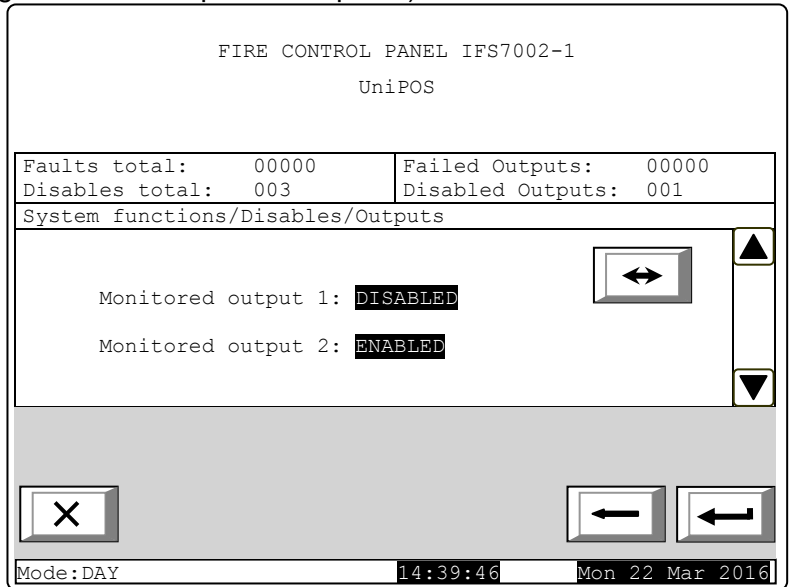 FIRE CONTROL PANEL IFS7002-1
UniPOS
Faults total: 00000 Failed Outputs: 00000
Disables total: 003 Disabled Outputs: 001
System functions/Disables/Outputs
Monitored output 1: DISABLED
Monitored output 2: ENABLED
Mode:DAY 14:39:46 Mon 22 Mar 2016